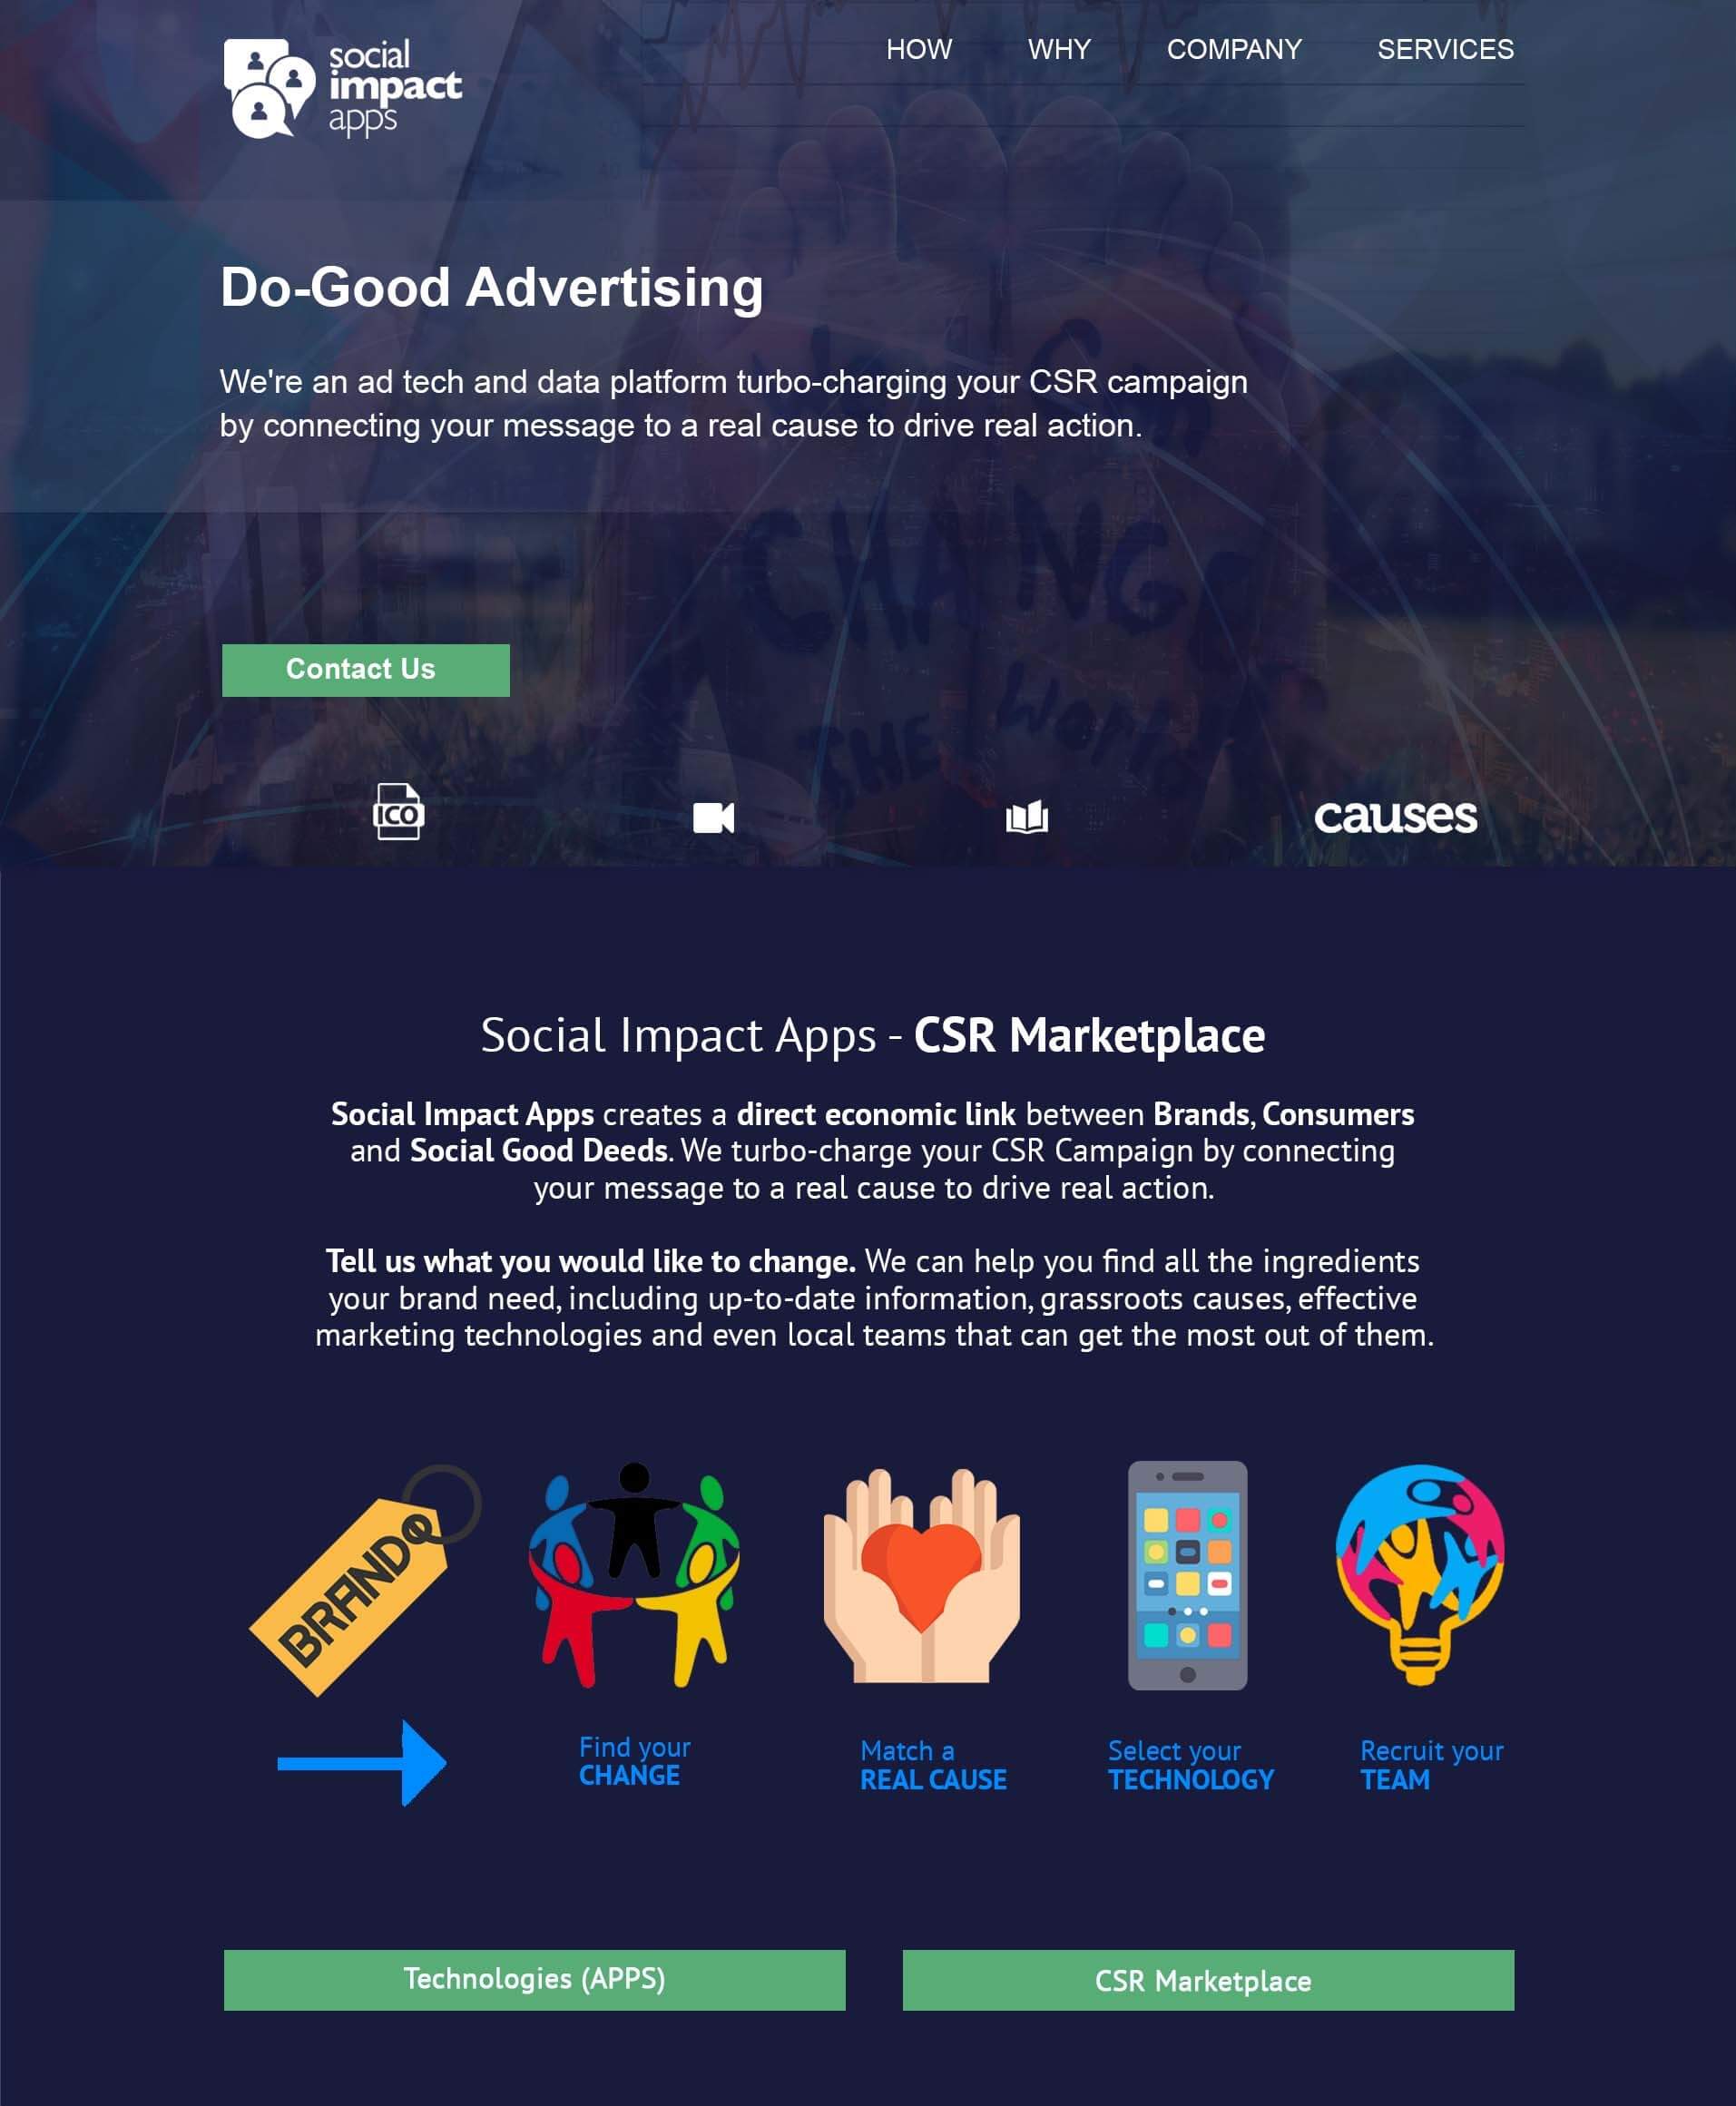 social
impact
apps
HOW WHY COMPANY SERVICES
Do-Good Advertising
We're an ad tech and data platform turbo-charging your CSR campaign
by connecting your message to a real cause to drive real action.
You Can
CHANGE
THE World
Contact Us
ICO
causes
Social Impact Apps - CSR Marketplace
Social Impact Apps creates a direct economic link between Brands, Consumers
and Social Good Deeds. We turbo-charge your CSR Campaign by connecting
your message to a real cause to drive real action.
Tell us what you would like to change. We can help you find all the ingredients
your brand need, including up-to-date information, grassroots causes, effective
marketing technologies and even local teams that can get the most out of them.
BRAND
Find your
CHANGE
Match a
REAL CAUSE
Select your
TECHNOLOGY
Recruit your
TEAM
Technologies (APPS)
CSR Marketplace